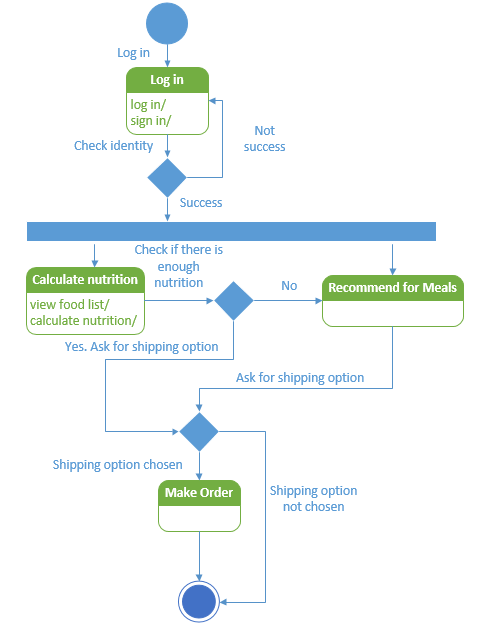 Log in
Log in
log in/
sign in/
Not
success
Check identity
Success
Check if there is
enough
nutrition
Calculate nutrition
view food list/
calculate nutrition/
No
Recommend for Meals
Yes. Ask for shipping option
Ask for shipping option
Shipping option chosen
Make Order
Shipping option
not chosen